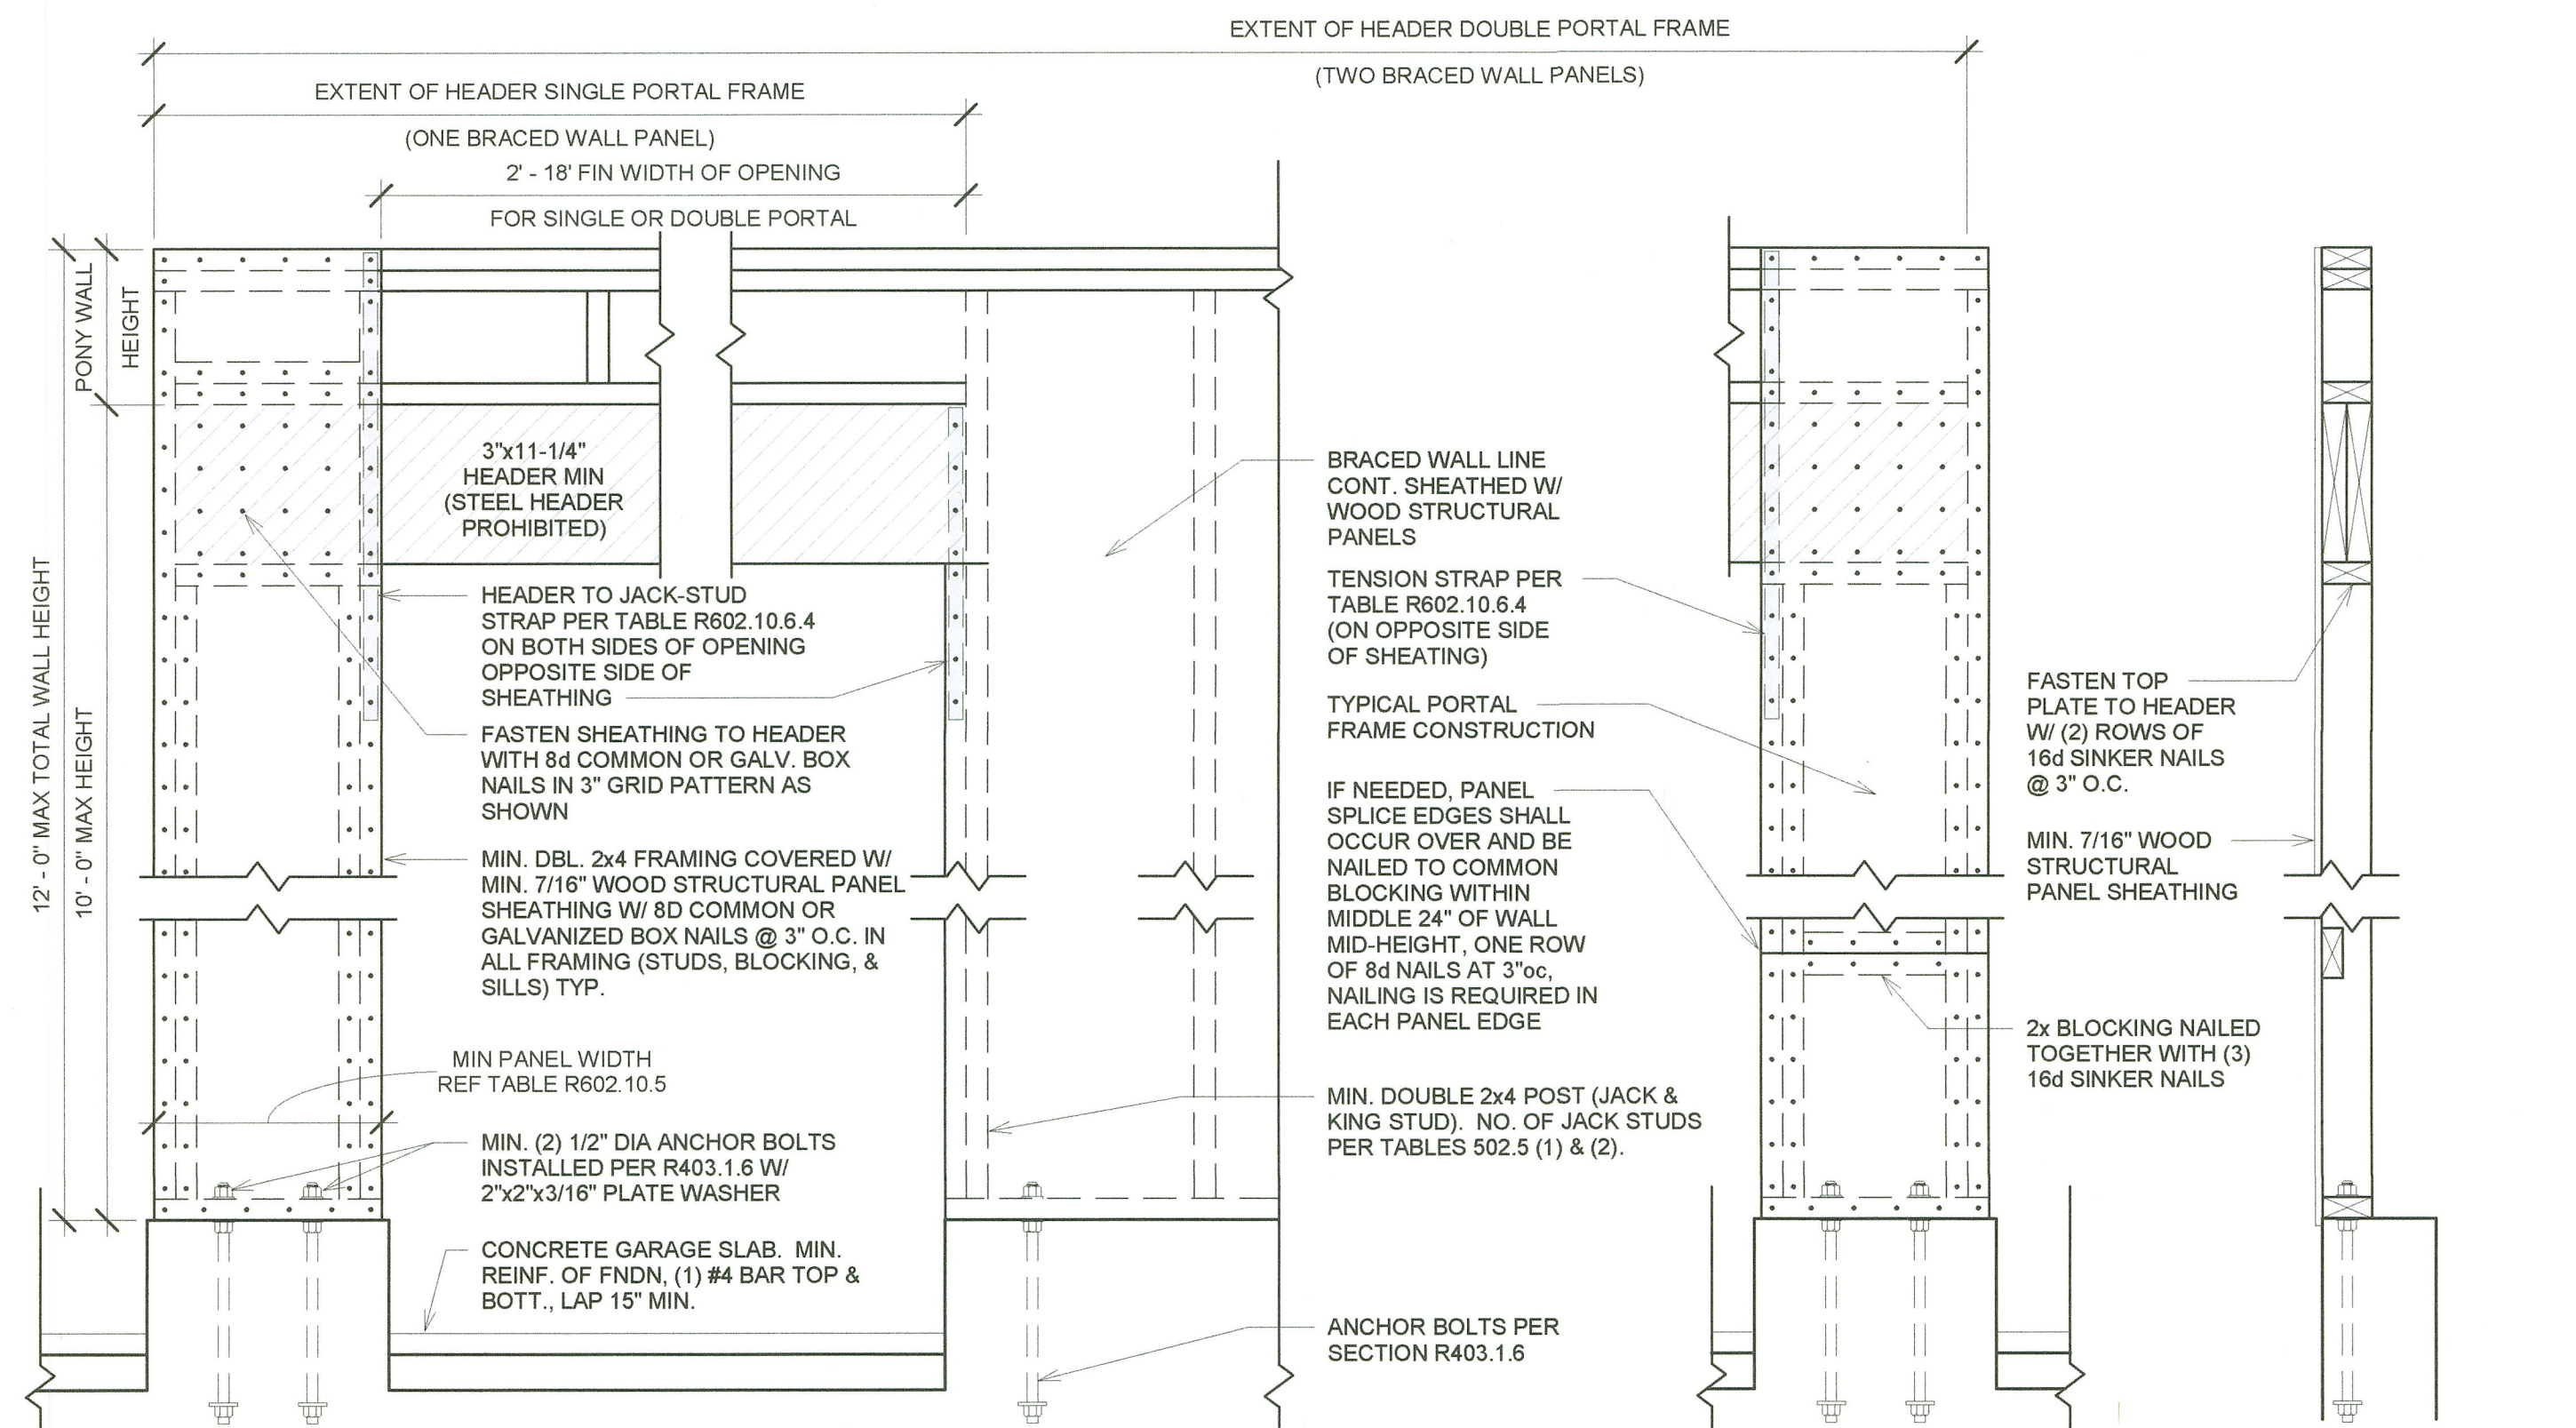 EXTENT OF HEADER DOUBLE PORTAL FRAME
(TWO BRACED WALL PANELS)
EXTENT OF HEADER SINGLE PORTAL FRAME
(ONE BRACED WALL PANEL)
2' - 18' FIN WIDTH OF OPENING
FOR SINGLE OR DOUBLE PORTAL
PONY WALL
HEIGHT
12' - 0" MAX TOTAL WALL HEIGHT
10' - 0" MAX HEIGHT
3"x11-1/4"
HEADER MIN
(STEEL HEADER
PROHIBITED)
HEADER TO JACK-STUD
STRAP PER TABLE R602.10.6.4
ON BOTH SIDES OF OPENING
OPPOSITE SIDE OF
SHEATHING
FASTEN SHEATHING TO HEADER
WITH 8d COMMON OR GALV. BOX
NAILS IN 3" GRID PATTERN AS
SHOWN
MIN. DBL. 2x4 FRAMING COVERED W/
MIN. 7/16" WOOD STRUCTURAL PANEL
SHEATHING W/ 8D COMMON OR
GALVANIZED BOX NAILS @ 3" O.C. IN
ALL FRAMING (STUDS, BLOCKING, &
SILLS) TYP.
MIN PANEL WIDTH
REF TABLE R602.10.5
MIN. (2) 1/2" DIA ANCHOR BOLTS
INSTALLED PER R403.1.6 W/
2"x2"x3/16" PLATE WASHER
CONCRETE GARAGE SLAB. MIN.
REINF. OF FNDN, (1) #4 BAR TOP &
BOTT., LAP 15" MIN.
BRACED WALL LINE
CONT. SHEATHED W/
WOOD STRUCTURAL
PANELS
TENSION STRAP PER
TABLE R602.10.6.4
(ON OPPOSITE SIDE
OF SHEATING)
TYPICAL PORTAL
FRAME CONSTRUCTION
IF NEEDED, PANEL
SPLICE EDGES SHALL
OCCUR OVER AND BE
NAILED TO COMMON
BLOCKING WITHIN
MIDDLE 24" OF WALL
MID-HEIGHT, ONE ROW
OF 8d NAILS AT 3"oc,
NAILING IS REQUIRED IN
EACH PANEL EDGE
MIN. DOUBLE 2x4 POST (JACK &
KING STUD). NO. OF JACK STUDS
PER TABLES 502.5 (1) & (2).
ANCHOR BOLTS PER
SECTION R403.1.6
FASTEN TOP
PLATE TO HEADER
W/ (2) ROWS OF
16d SINKER NAILS
@ 3" O.C.
MIN. 7/16" WOOD
STRUCTURAL
PANEL SHEATHING
2x BLOCKING NAILED
TOGETHER WITH (3)
16d SINKER NAILS